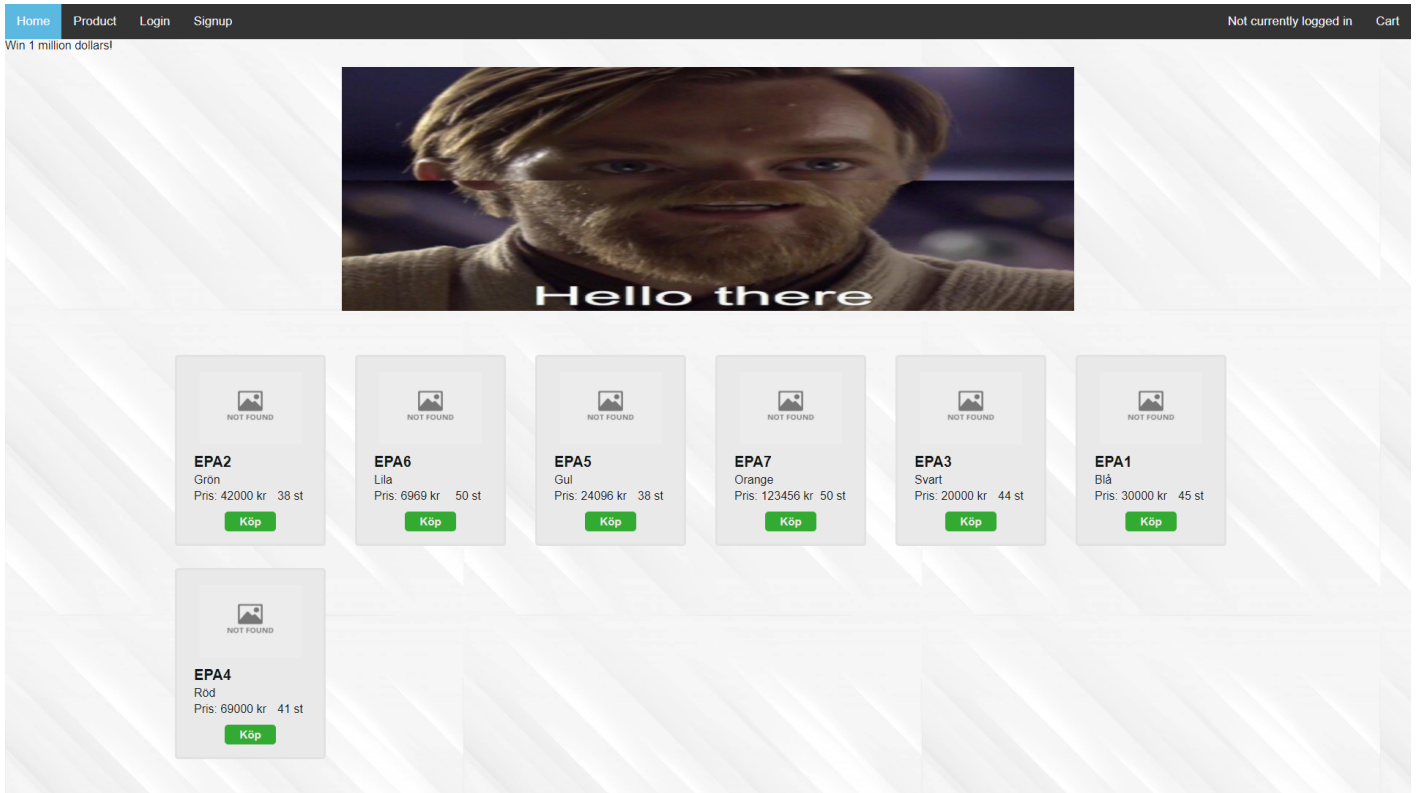 Home Product Login Signup Not currently logged in Cart
Win 1 million dollars!
Hello there
NOT FOUND NOT FOUND NOT FOUND NOT FOUND NOT FOUND NOT FOUND
EPA2 EPA6 EPA5 EPA7 EPA3 EPA1
Grön Lila Gul Orange Svart Blå
Pris: 42000 kr 38 st Pris: 6969 kr 50 st Pris: 24096 kr 38 st Pris: 123456 kr 50 st Pris: 20000 kr 44 st Pris: 30000 kr 45 st
Köp Köp Köp Köp Köp Köp
NOT FOUND
EPA4
Röd
Pris: 69000 kr 41 st
Köp